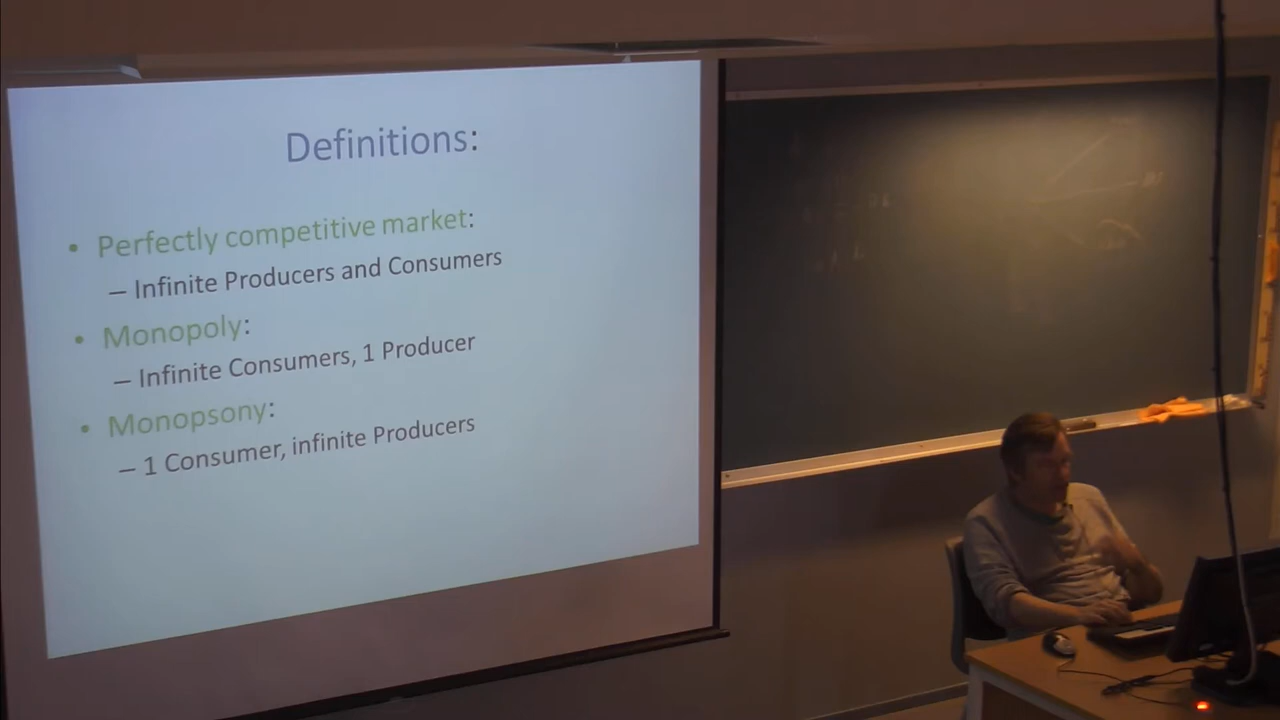 Definitions:
• Perfectly competitive market:
– Infinite Producers and Consumers
• Monopoly:
– Infinite Consumers, 1 Producer
• Monopsony:
– 1 Consumer, infinite Producers